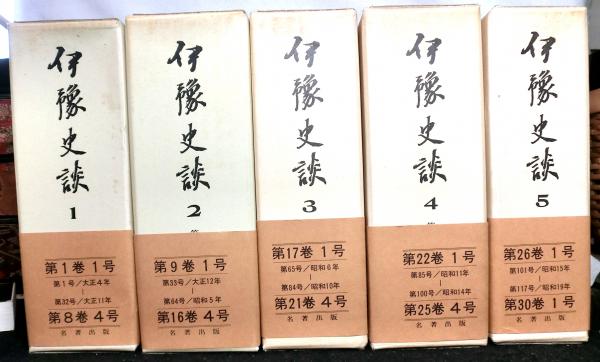 伊豫史談
1
第1巻1号
第1号/大正4年
第32号/大正11年
第8巻4号
名著出版
伊豫史談
2
第9巻1号
第33号/大正12年
第64号/昭和5年
第16巻4号
名著出版
伊豫史談
3
第17巻1号
第65号/昭和6年
第84号/昭和10年
第21巻4号
名著出版
伊豫史談
4
第22巻1号
第85号/昭和11年
第100号/昭和14年
第25巻4号
名著出版
伊豫史談
5
第26巻1号
第101号/昭和15年
第117号/昭和19年
第30巻1号
名著出版